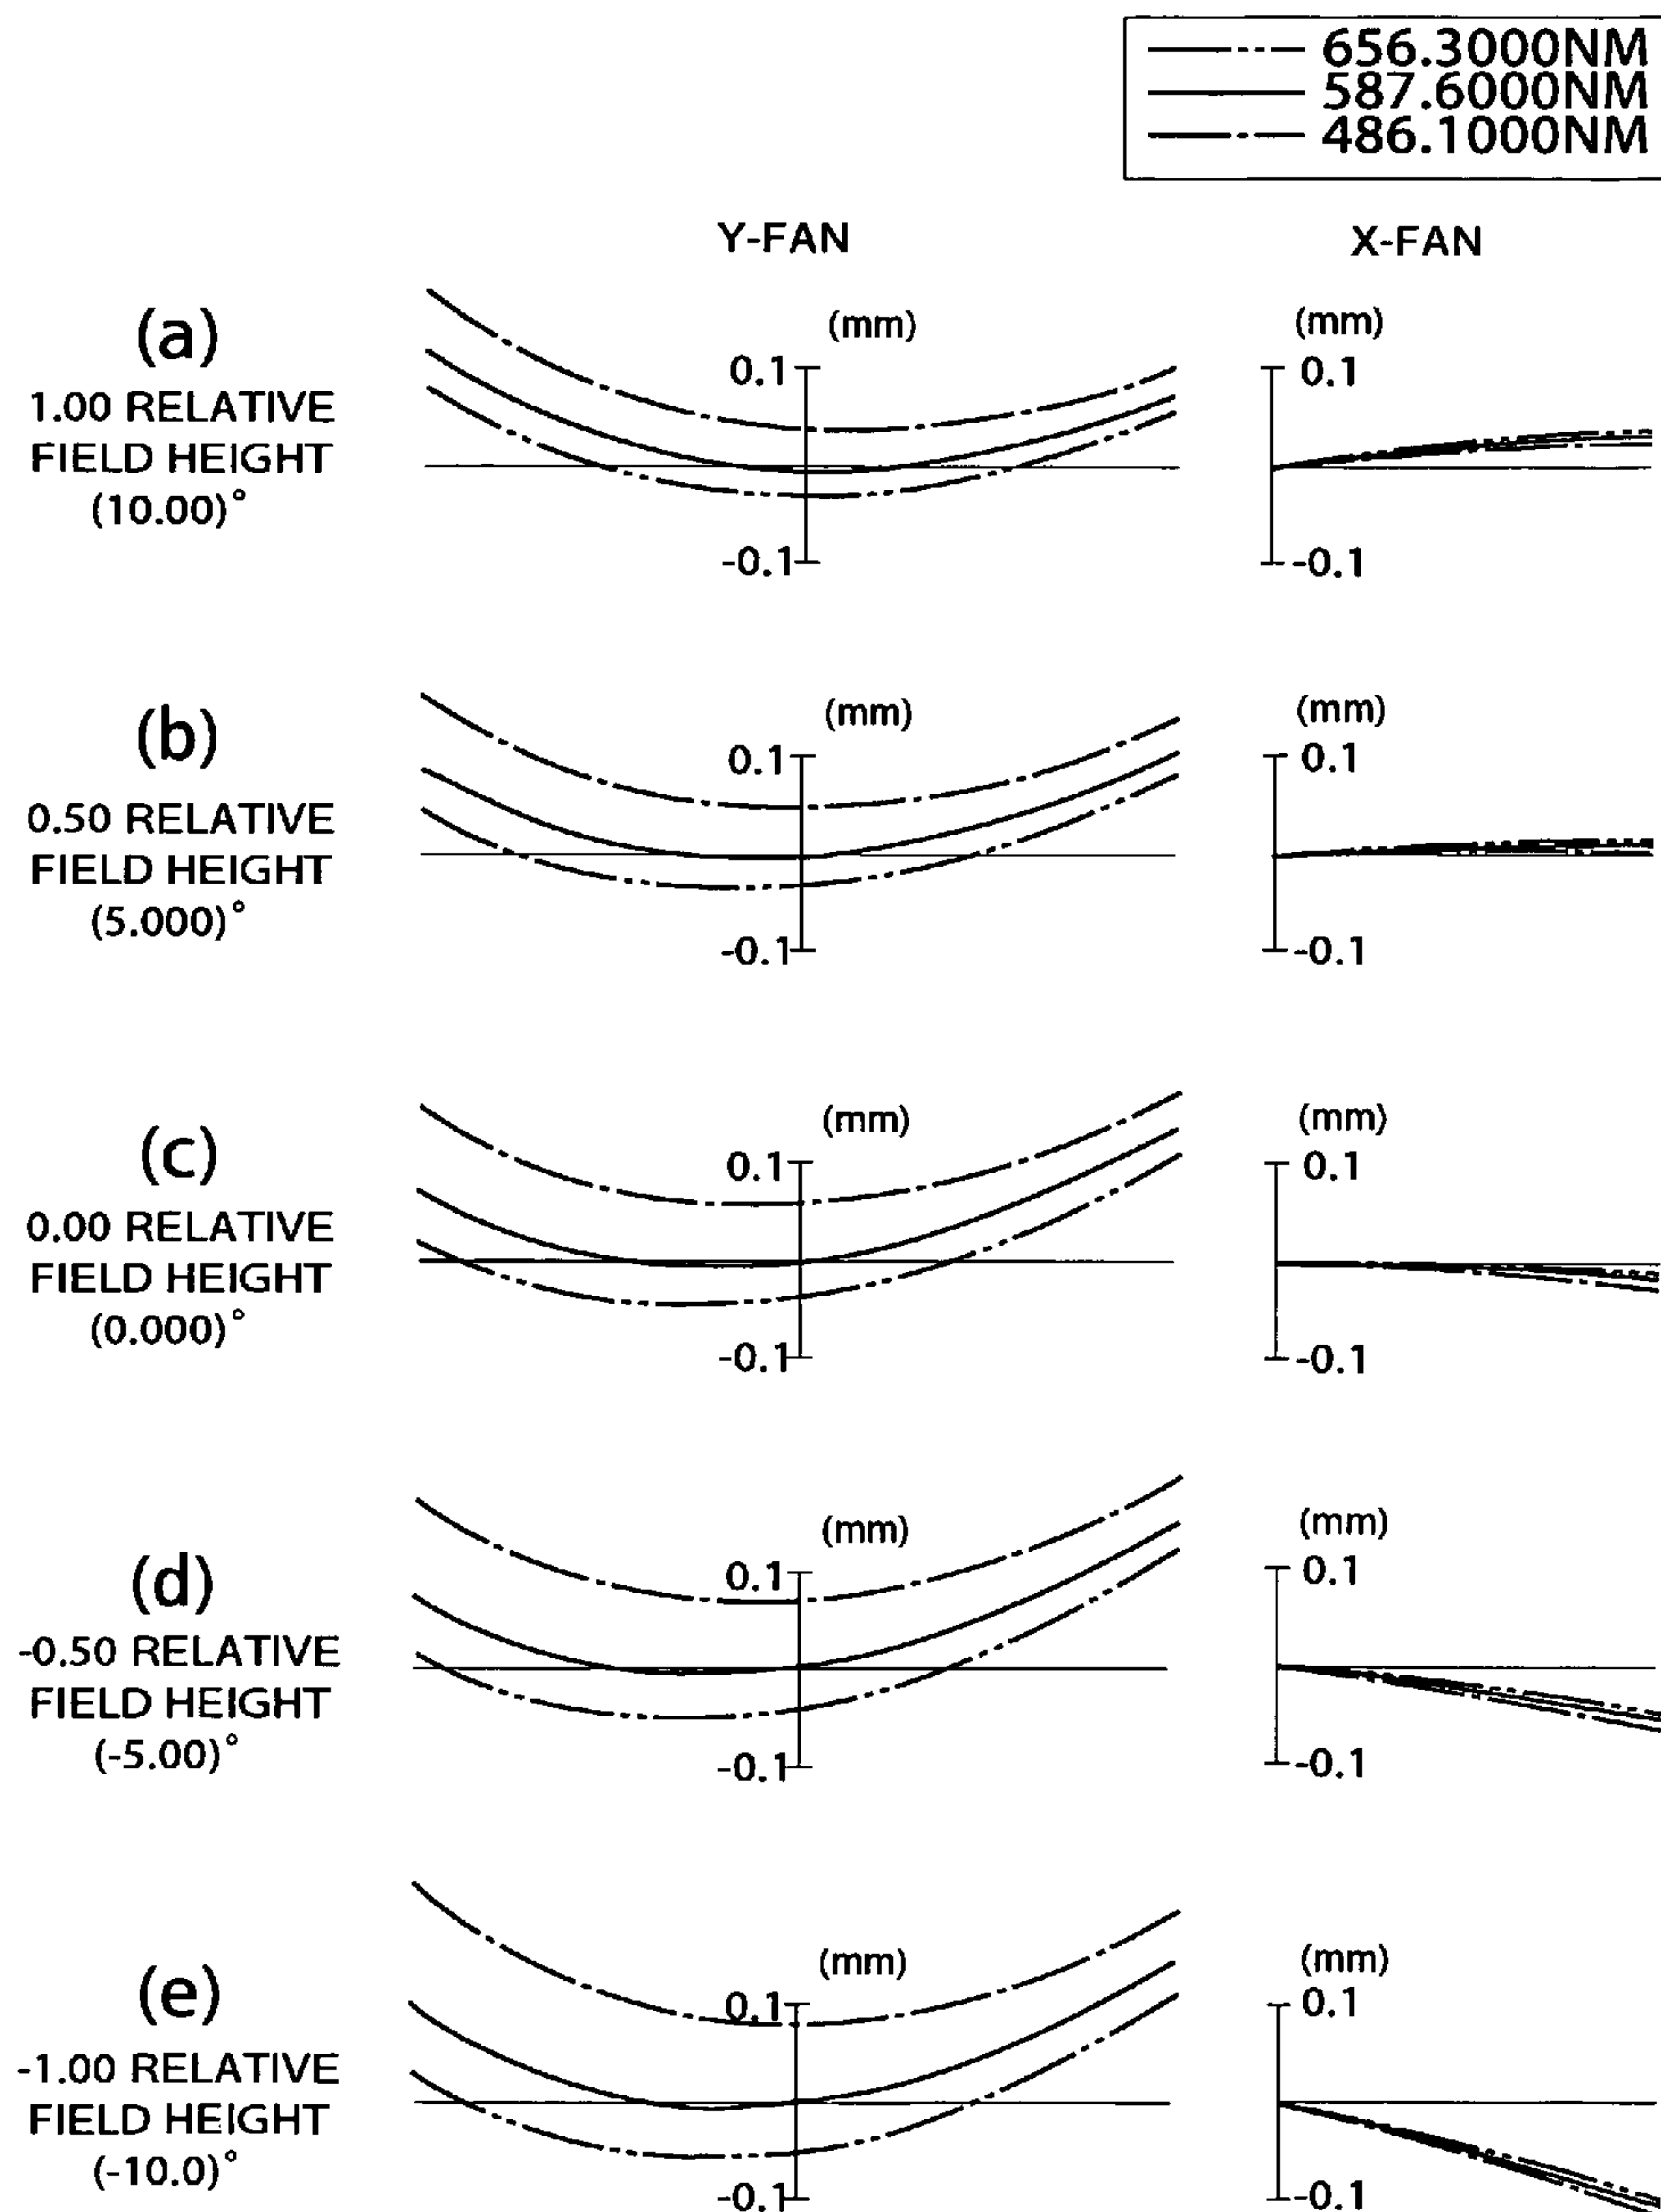 656.3000NM
587.6000NM
486.1000NM
Y-FAN
X-FAN
(a)
1.00 RELATIVE
FIELD HEIGHT
(10.00)°
(mm)
0.1
-0.1
(mm)
0.1
-0.1
(b)
0.50 RELATIVE
FIELD HEIGHT
(5.000)°
(mm)
0.1
-0.1
(mm)
0.1
-0.1
(c)
0.00 RELATIVE
FIELD HEIGHT
(0.000)°
(mm)
0.1
-0.1
(mm)
0.1
-0.1
(d)
-0.50 RELATIVE
FIELD HEIGHT
(-5.00)°
(mm)
0.1
-0.1
(mm)
0.1
-0.1
(e)
-1.00 RELATIVE
FIELD HEIGHT
(-10.0)°
(mm)
0.1
-0.1
(mm)
0.1
-0.1